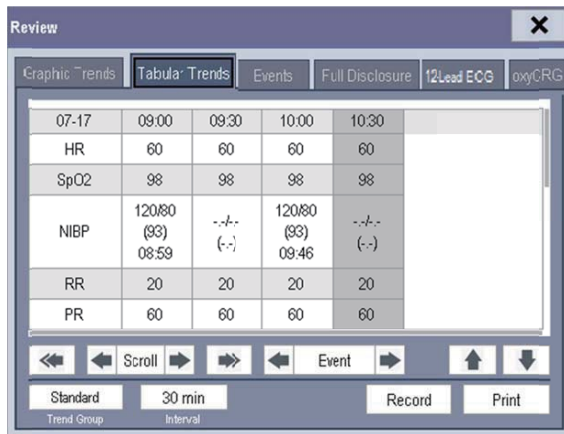 Review
Graphic Trends Tabular Trends Events Full Disclosure 12-Lead ECG oxyCRG
07-17 09:00 09:30 10:00 10:30
HR 60 60 60 60
SpO2 98 98 98 98
NIBP 120/80 (93) 08:59 -.-/-.- (-.-) 120/80 (93) 09:46 -.-/-.- (-.-)
RR 20 20 20 20
PR 60 60 60 60
Scroll Event
Standard 30 min Record Print
Trend Group Interval